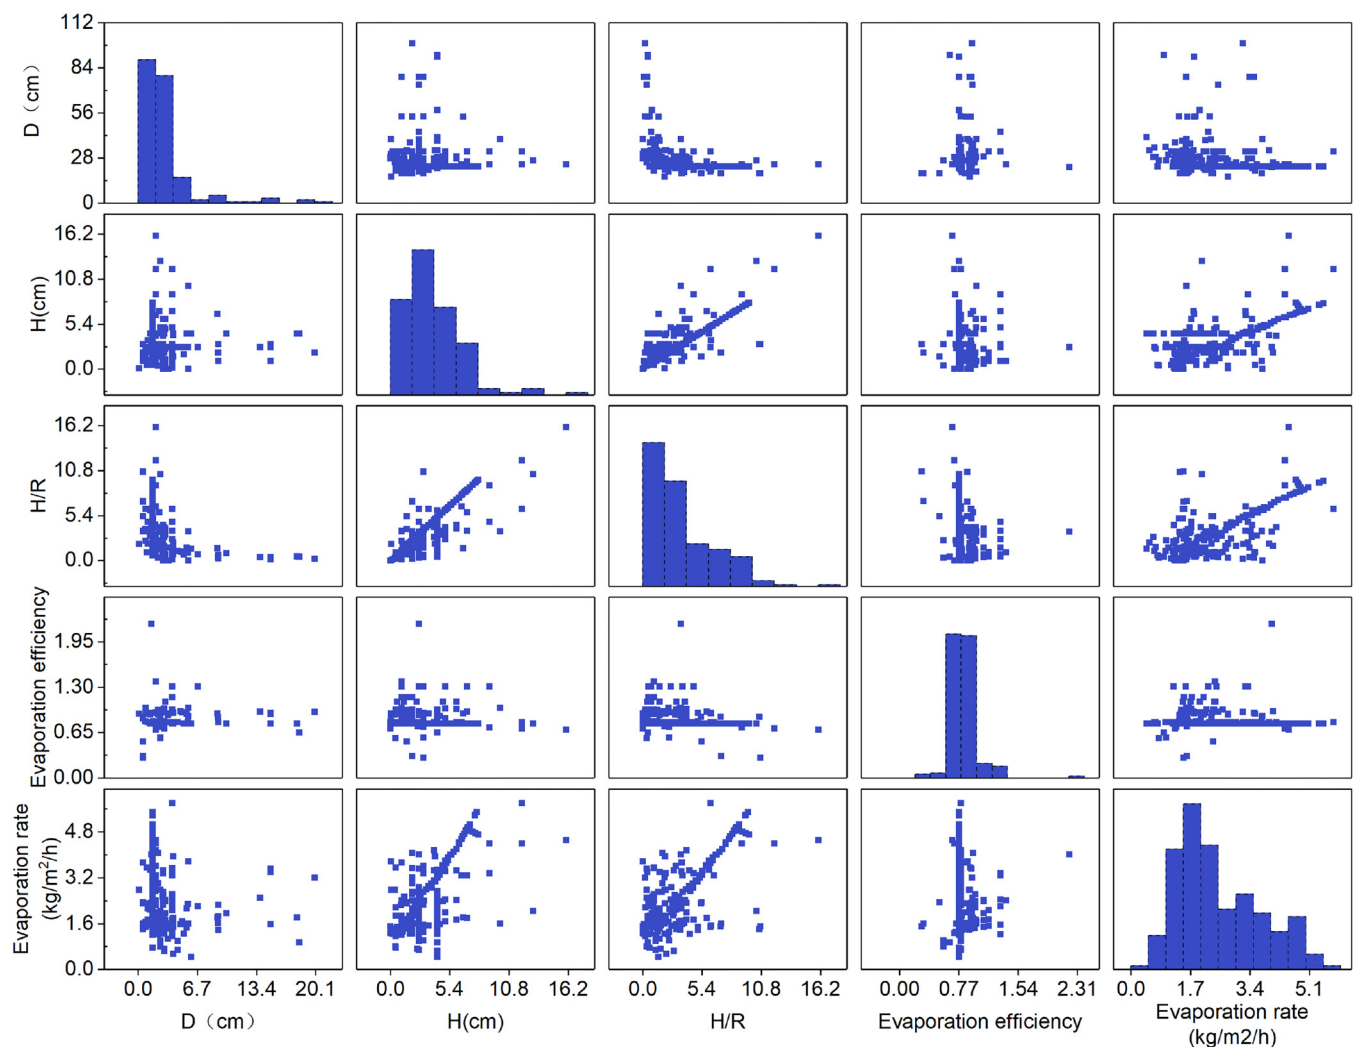 112
84
56
28
0
D（cm）
16.2
10.8
5.4
0.0
H(cm)
16.2
10.8
5.4
0.0
H/R
1.95
1.30
0.65
0.00
Evaporation efficiency
4.8
3.2
1.6
0.0
Evaporation rate
(kg/m²/h)
0.0 6.7 13.4 20.1
0.0 5.4 10.8 16.2
0.0 5.4 10.8 16.2
0.00 0.77 1.54 2.31
0.0 1.7 3.4 5.1
D（cm）
H(cm)
H/R
Evaporation efficiency
Evaporation rate
(kg/m2/h)